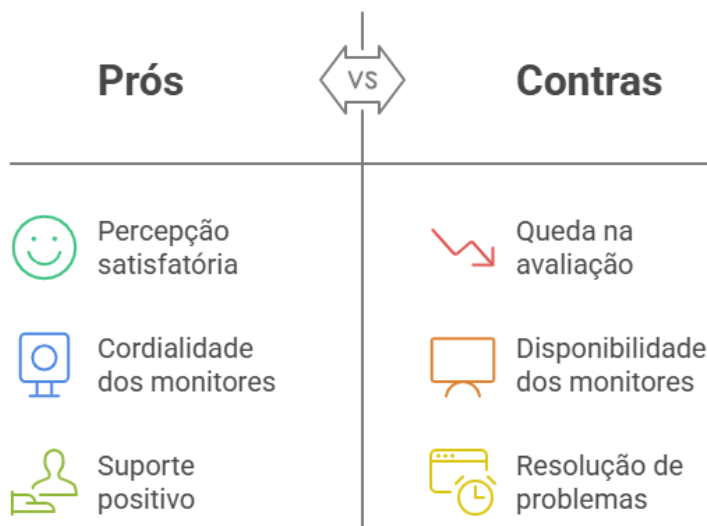 Prós
VS
Contras
Percepção
satisfatória
Queda na
avaliação
Cordialidade
dos monitores
Disponibilidade
dos monitores
Suporte
positivo
Resolução de
problemas